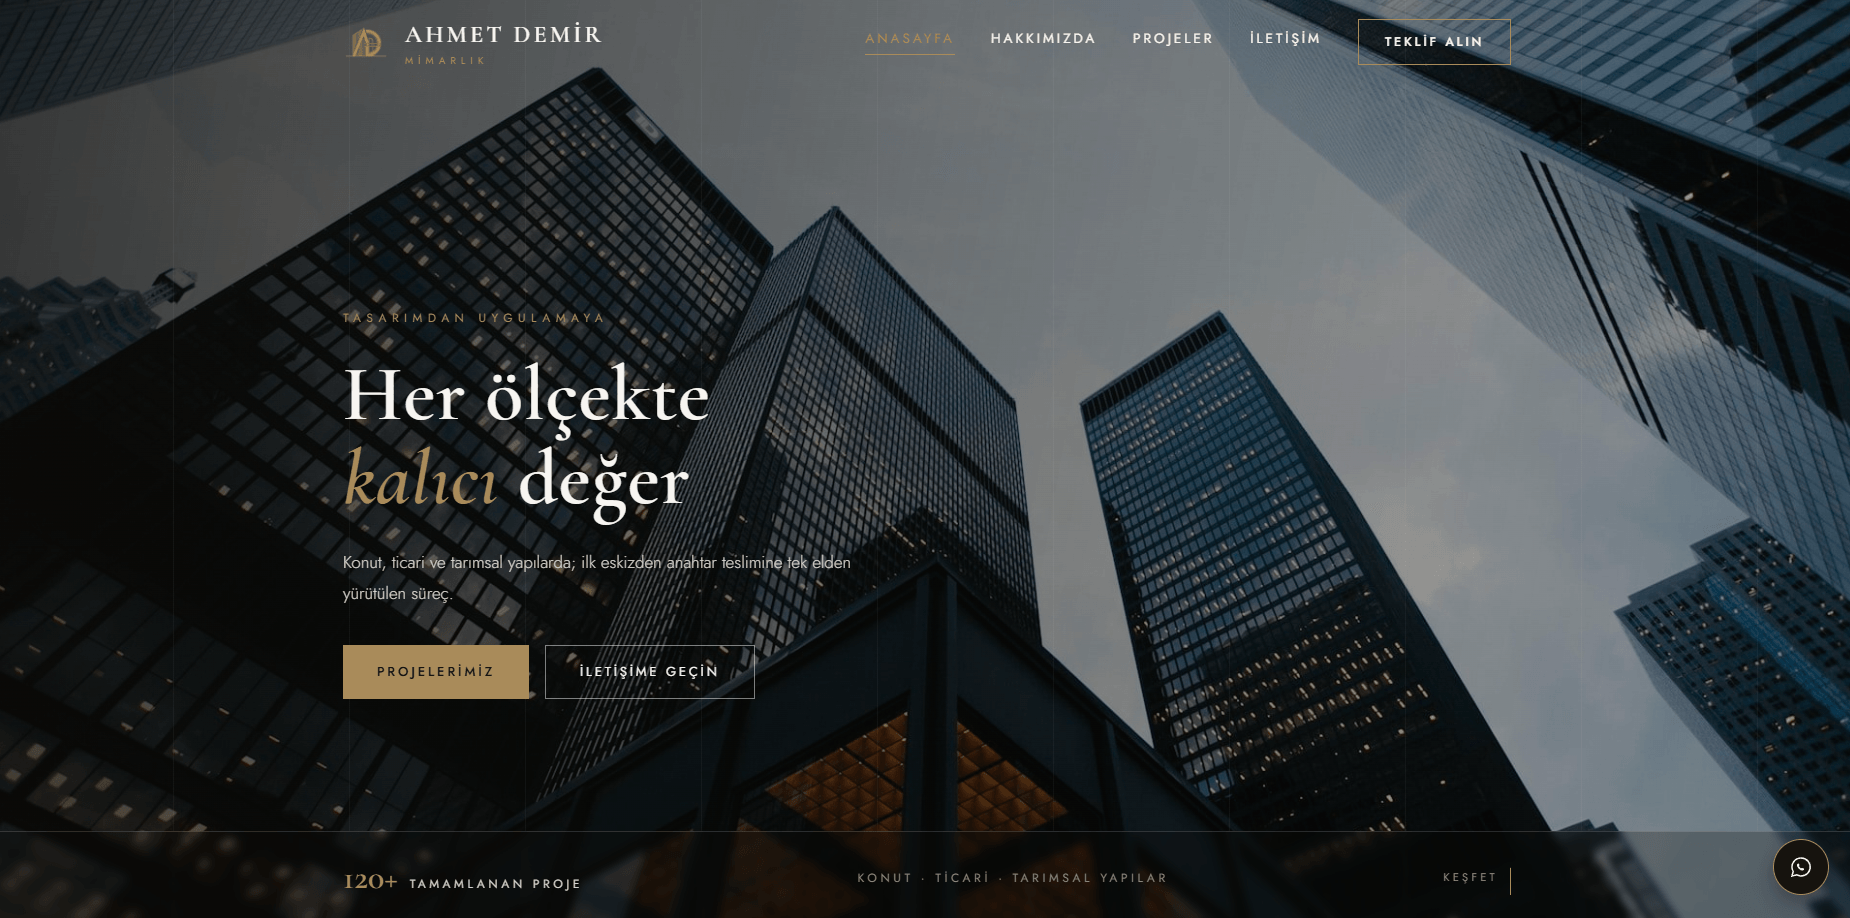 AHMET DEMİR
MİMARLIK
ANASAYFA
HAKKIMIZDA
PROJELER
İLETİŞİM
TEKLİF ALIN
TASARIMDAN UYGULAMAYA
Her ölçekte
kalıcı değer
Konut, ticari ve tarımsal yapılarda; ilk eskizden anahtar teslimine tek elden
yürütülen süreç.
PROJELERİMİZ
İLETİŞİME GEÇİN
120+ TAMAMLANAN PROJE
KONUT · TİCARİ · TARIMSAL YAPILAR
KEŞFET